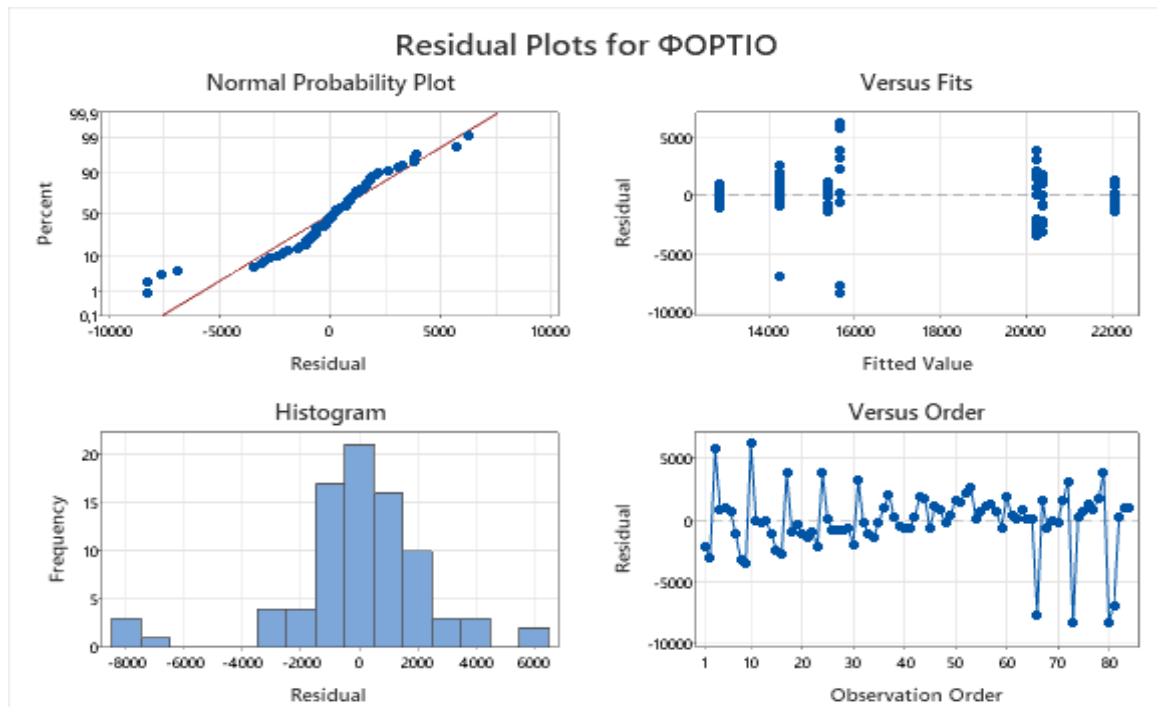 Residual Plots for ΦΟΡΤΙΟ
Normal Probability Plot
99,9
99
90
50
10
1
0,1
Percent
-10000 -5000 0 5000 10000
Residual
Versus Fits
5000
0
-5000
-10000
Residual
14000 16000 18000 20000 22000
Fitted Value
Histogram
20
15
10
5
0
Frequency
-8000 -6000 -4000 -2000 0 2000 4000 6000
Residual
Versus Order
5000
0
-5000
-10000
Residual
1 10 20 30 40 50 60 70 80
Observation Order